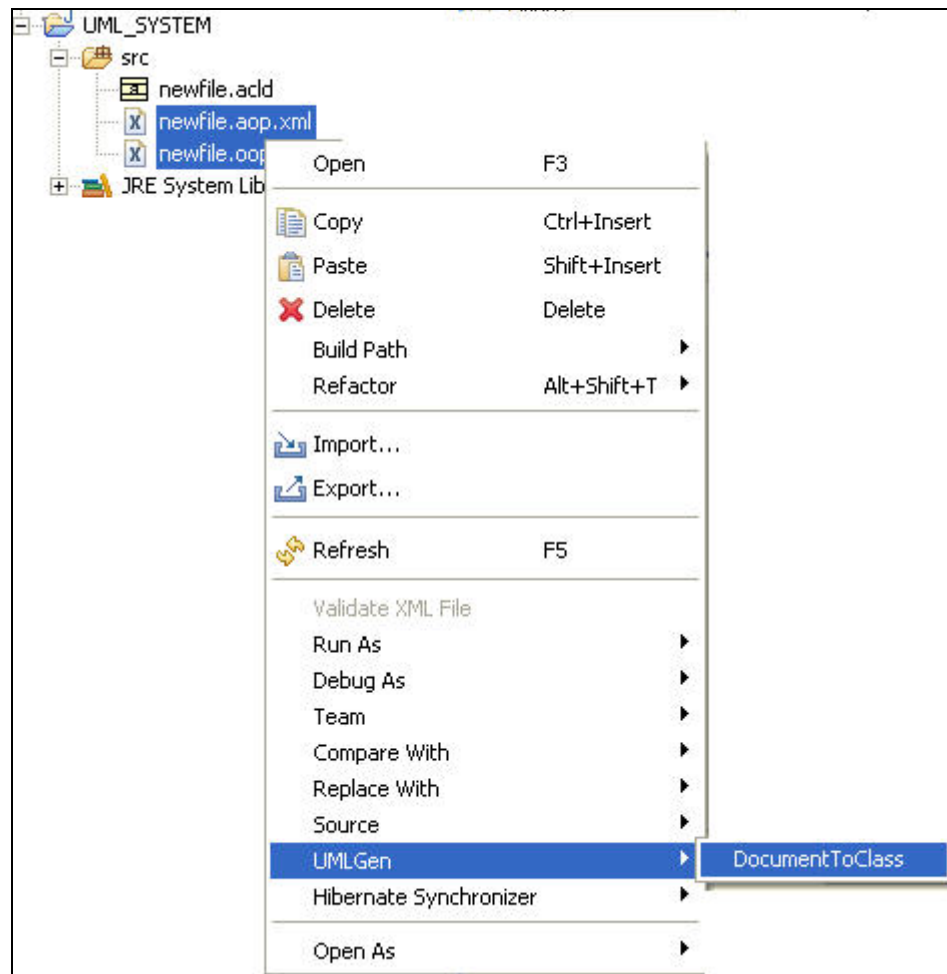 UML_SYSTEM
src
newfile.acld
newfile.aop.xml
newfile.oop
JRE System Lib
Open F3
Copy Ctrl+Insert
Paste Shift+Insert
Delete Delete
Build Path
Refactor Alt+Shift+T
Import...
Export...
Refresh F5
Validate XML File
Run As
Debug As
Team
Compare With
Replace With
Source
UMLGen DocumentToClass
Hibernate Synchronizer
Open As